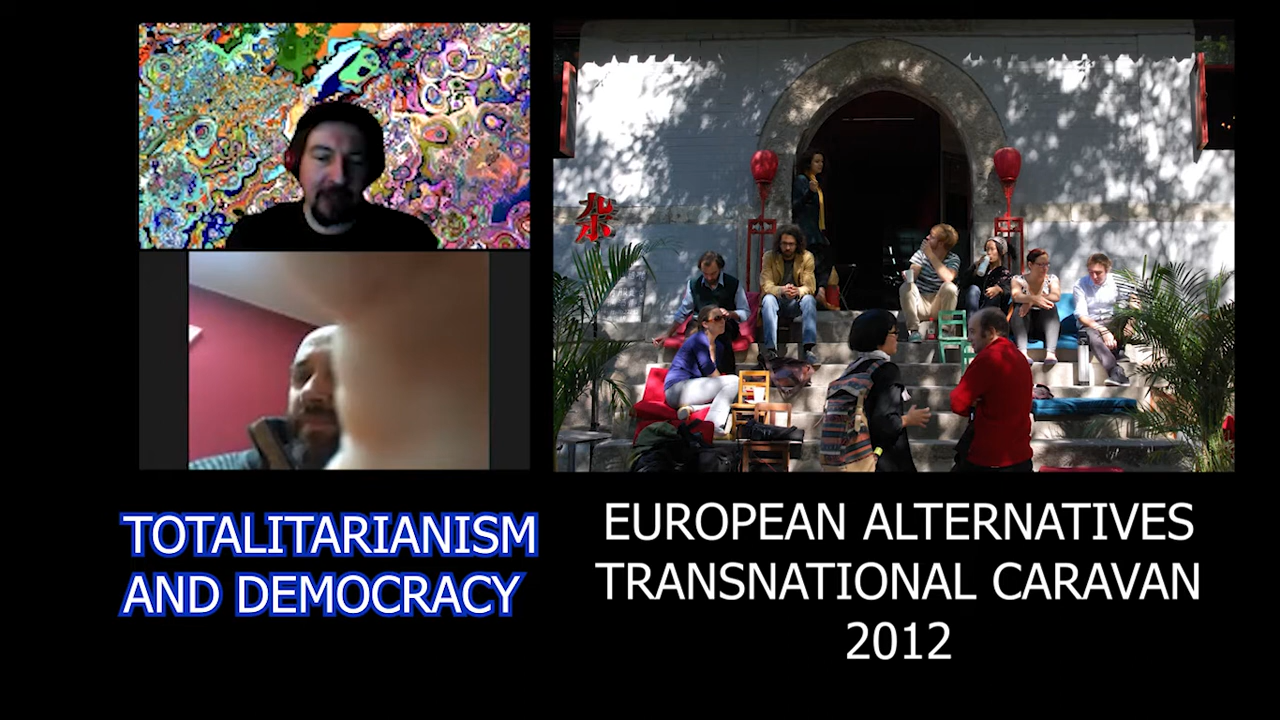 杂
TOTALITARIANISM
AND DEMOCRACY
EUROPEAN ALTERNATIVES
TRANSNATIONAL CARAVAN
2012